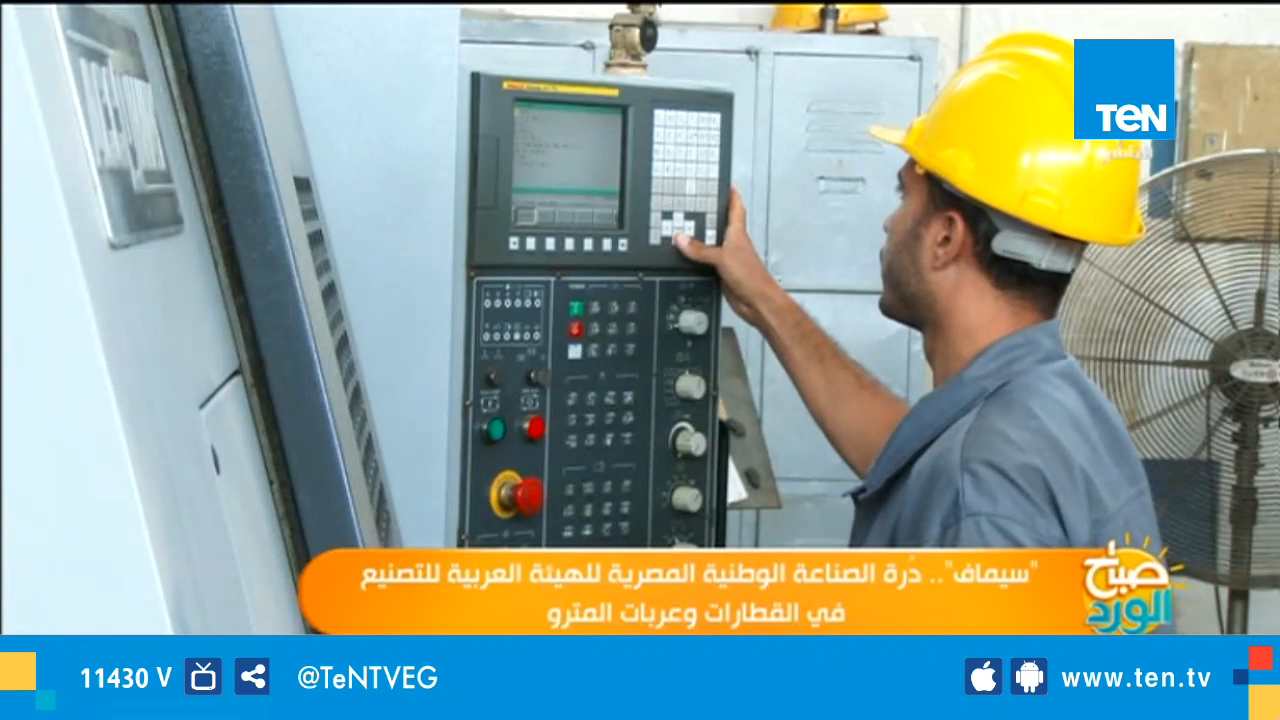 TEN
"سيماف".. دُرة الصناعة الوطنية المصرية للهيئة العربية للتصنيع
في القطارات وعربات المترو
صباح
الورد
11430 V
@TeNTVEG
www.ten.tv